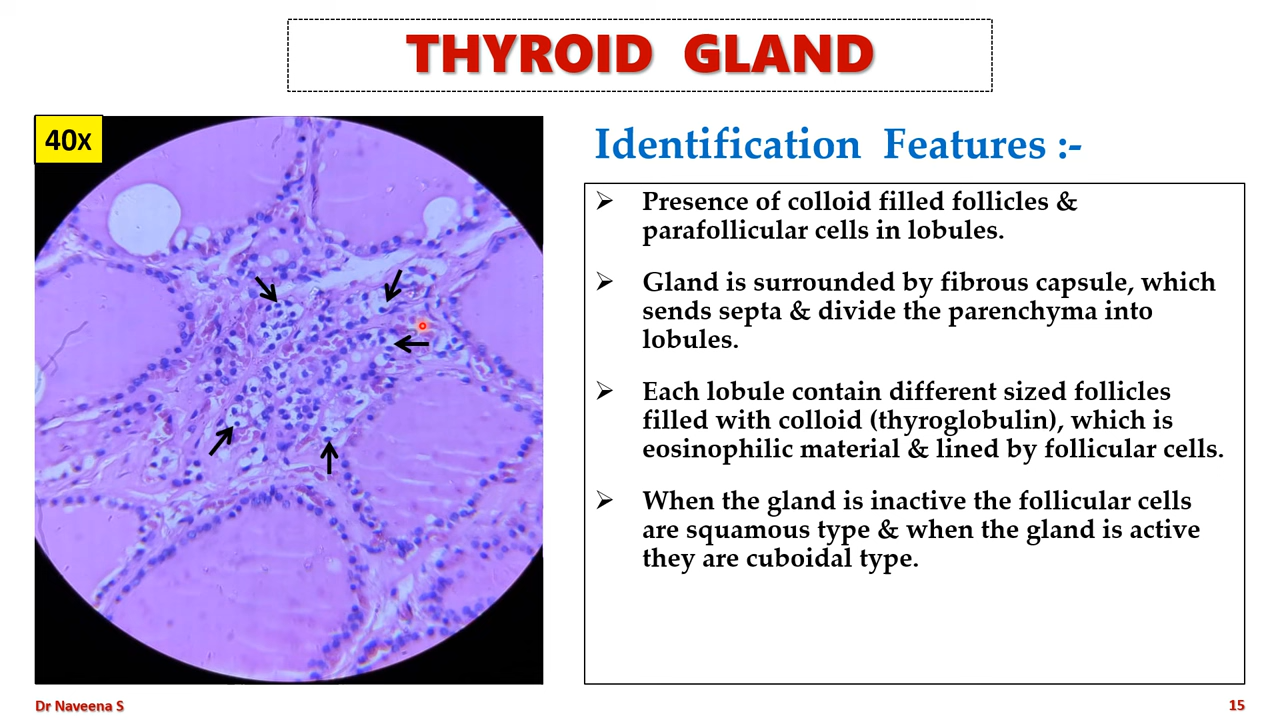 THYROID GLAND
40x
Identification Features :-
➢ Presence of colloid filled follicles &
parafollicular cells in lobules.
➢ Gland is surrounded by fibrous capsule, which
sends septa & divide the parenchyma into
lobules.
➢ Each lobule contain different sized follicles
filled with colloid (thyroglobulin), which is
eosinophilic material & lined by follicular cells.
➢ When the gland is inactive the follicular cells
are squamous type & when the gland is active
they are cuboidal type.
Dr Naveena S
15